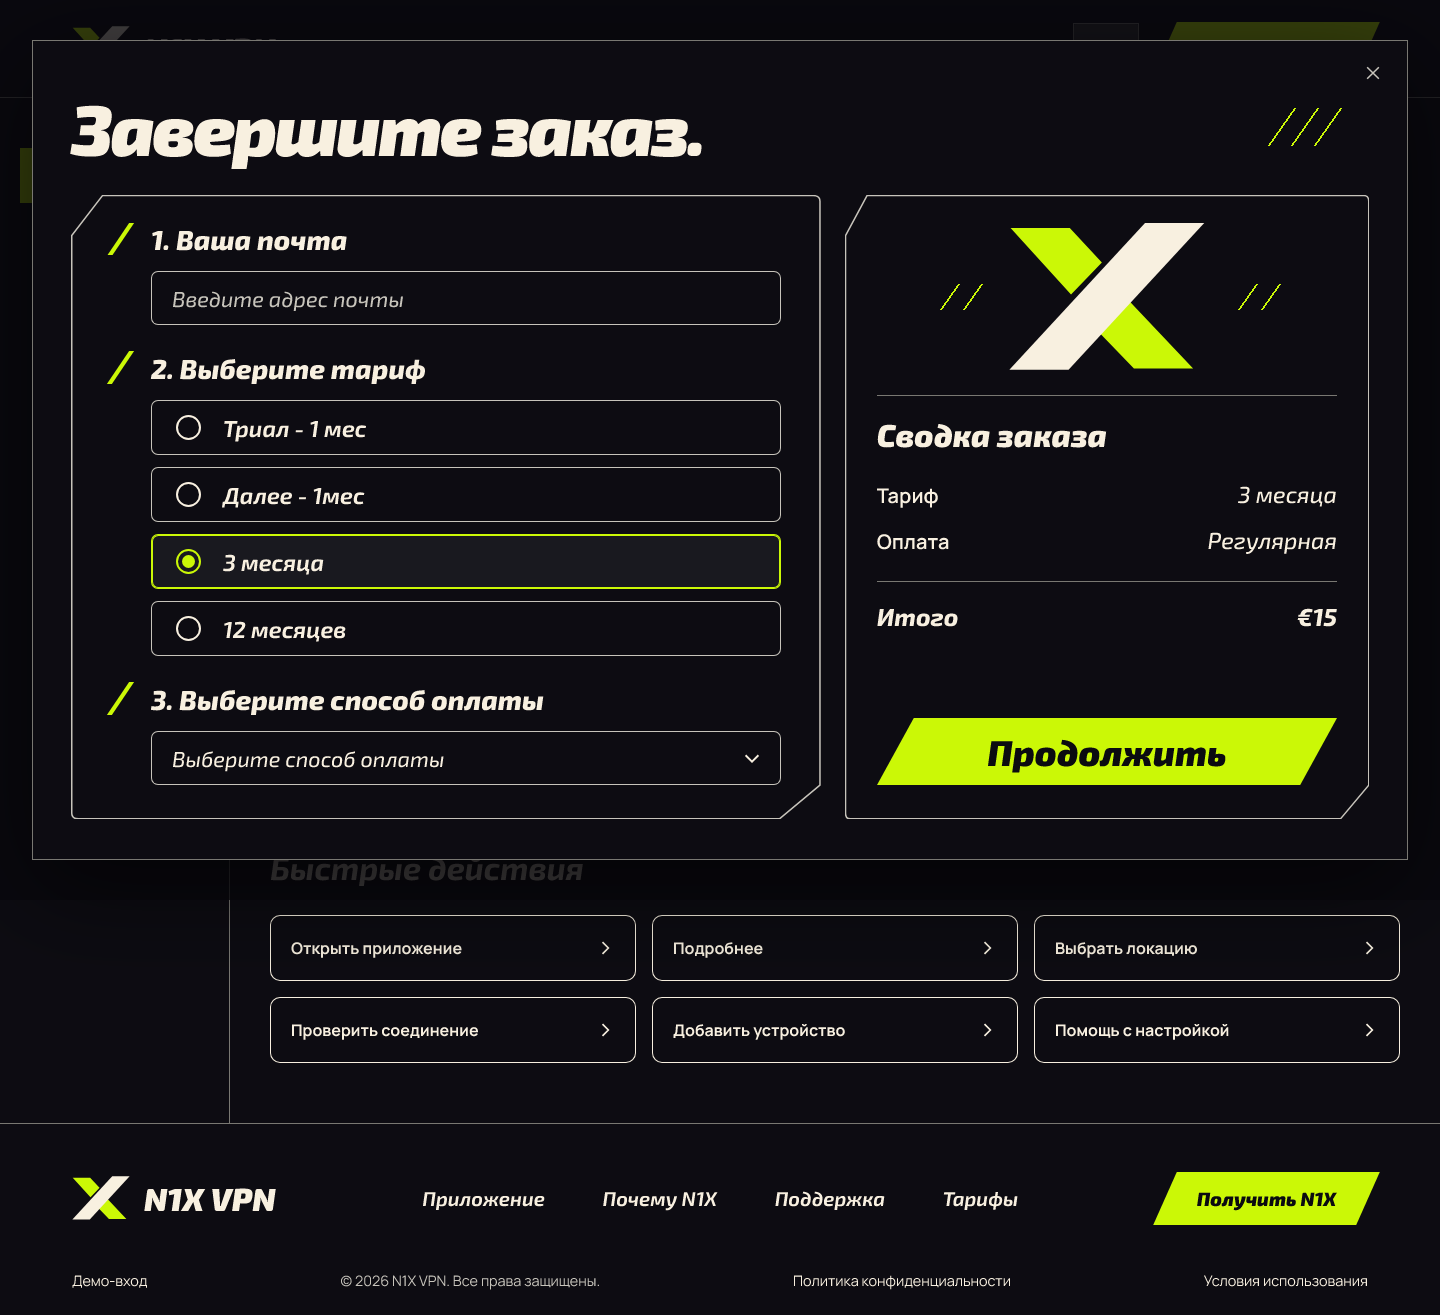 Завершите заказ.
1. Ваша почта
Введите адрес почты
2. Выберите тариф
Триал - 1 мес
Далее - 1мес
3 месяца
12 месяцев
3. Выберите способ оплаты
Выберите способ оплаты
Сводка заказа
Тариф 3 месяца
Оплата Регулярная
Итого €15
Продолжить
Быстрые действия
Открыть приложение
Подробнее
Выбрать локацию
Проверить соединение
Добавить устройство
Помощь с настройкой
N1X VPN
Приложение
Почему N1X
Поддержка
Тарифы
Получить N1X
Демо-вход
© 2026 N1X VPN. Все права защищены.
Политика конфиденциальности
Условия использования